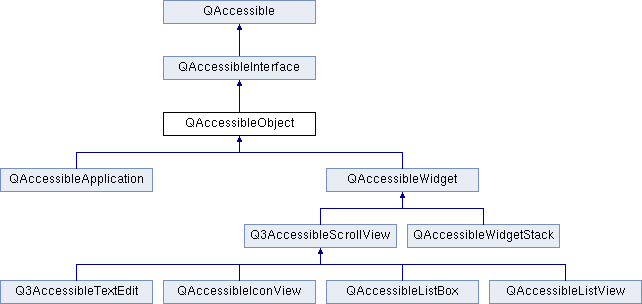 QAccessible
QAccessibleInterface
QAccessibleObject
QAccessibleApplication
QAccessibleWidget
Q3AccessibleScrollView
QAccessibleWidgetStack
Q3AccessibleTextEdit
QAccessibleIconView
QAccessibleListBox
QAccessibleListView